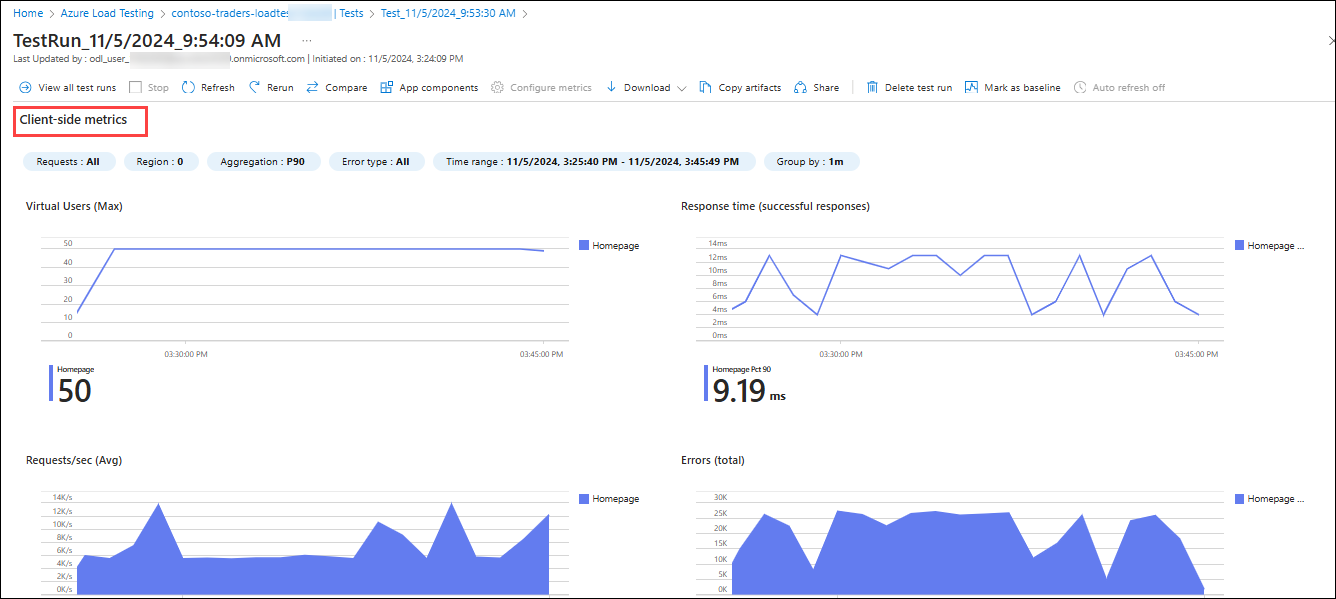 Home > Azure Load Testing > contoso-traders-loadtes | Tests > Test_11/5/2024_9:53:30 AM >
TestRun_11/5/2024_9:54:09 AM ...
Last Updated by : odl_user_ .onmicrosoft.com | Initiated on : 11/5/2024, 3:24:09 PM
View all test runs Stop Refresh Rerun Compare App components Configure metrics Download Copy artifacts Share Delete test run Mark as baseline Auto refresh off
Client-side metrics
Requests : All Region : 0 Aggregation : P90 Error type : All Time range : 11/5/2024, 3:25:40 PM - 11/5/2024, 3:45:49 PM Group by : 1m
Virtual Users (Max)
50
40
30
20
10
0
03:30:00 PM 03:45:00 PM
Homepage
Homepage
50
Response time (successful responses)
14ms
12ms
10ms
8ms
6ms
4ms
2ms
0ms
03:30:00 PM 03:45:00 PM
Homepage ...
Homepage Pct 90
9.19 ms
Requests/sec (Avg)
14K/s
12K/s
10K/s
8K/s
6K/s
4K/s
2K/s
0K/s
Homepage
Errors (total)
30K
25K
20K
15K
10K
5K
0K
Homepage ...